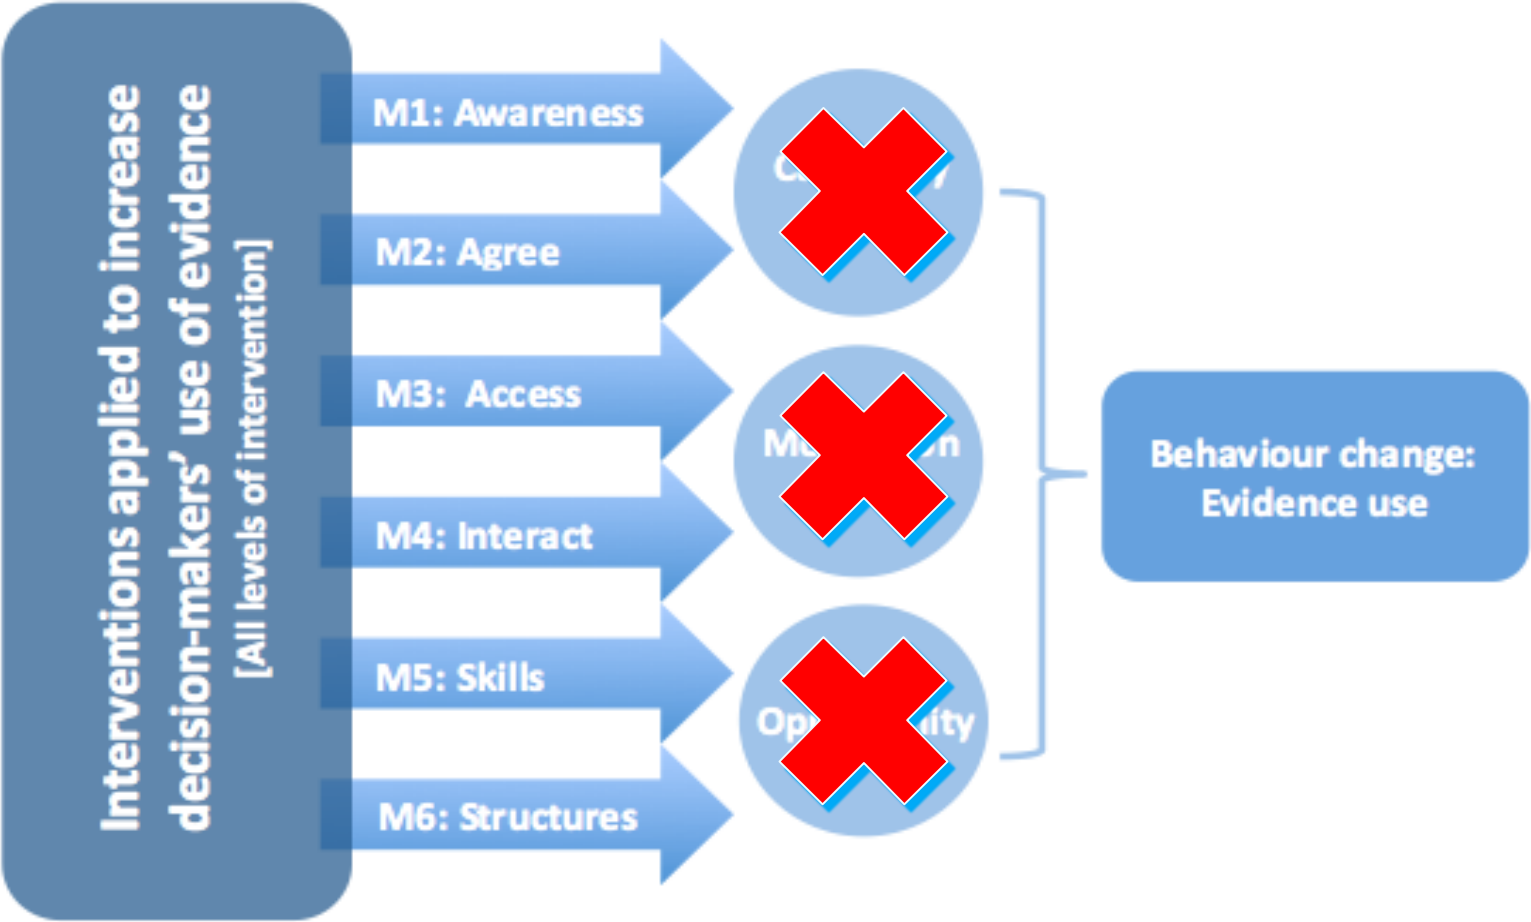 Interventions applied to increase
decision-makers' use of evidence
[All levels of intervention]
M1: Awareness
M2: Agree
M3: Access
M4: Interact
M5: Skills
M6: Structures
Behaviour change:
Evidence use